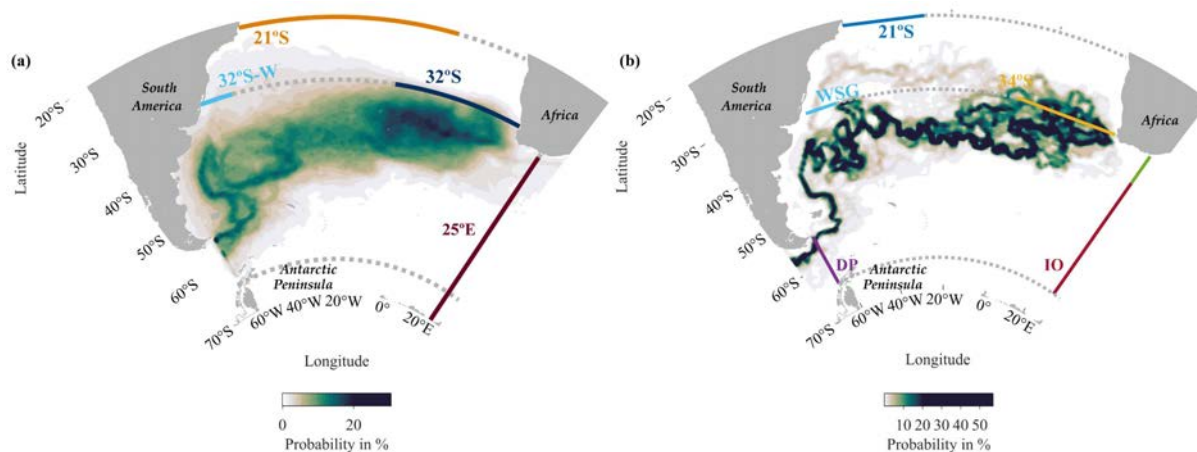 (a)
21°S
32°S-W
32°S
South
America
Africa
25°E
Antarctic
Peninsula
20°S
30°S
40°S
50°S
60°S
70°S
60°W
40°W
20°W
0°
20°E
Latitude
Longitude
0
20
Probability in %
(b)
21°S
WSG
34°S
South
America
Africa
DP
IO
Antarctic
Peninsula
20°S
30°S
40°S
50°S
60°S
70°S
60°W
40°W
20°W
0°
20°E
Latitude
Longitude
10 20 30 40 50
Probability in %